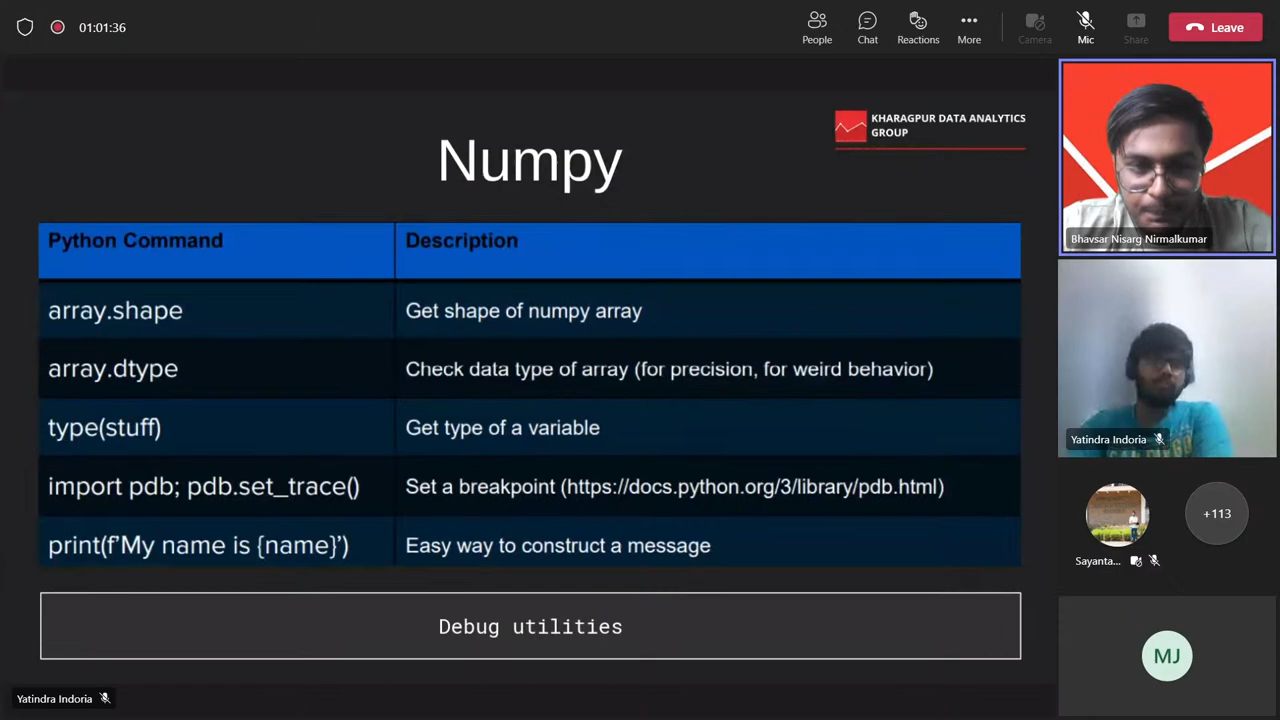 01:01:36
People
Chat
Reactions
More
Camera
Mic
Share
Leave
KHARAGPUR DATA ANALYTICS
GROUP
Numpy
Python Command Description
array.shape Get shape of numpy array
array.dtype Check data type of array (for precision, for weird behavior)
type(stuff) Get type of a variable
import pdb; pdb.set_trace() Set a breakpoint (https://docs.python.org/3/library/pdb.html)
print(f'My name is {name}') Easy way to construct a message
Debug utilities
Yatindra Indoria
Bhavsar Nisarg Nirmalkumar
Yatindra Indoria
+113
Sayanta...
MJ